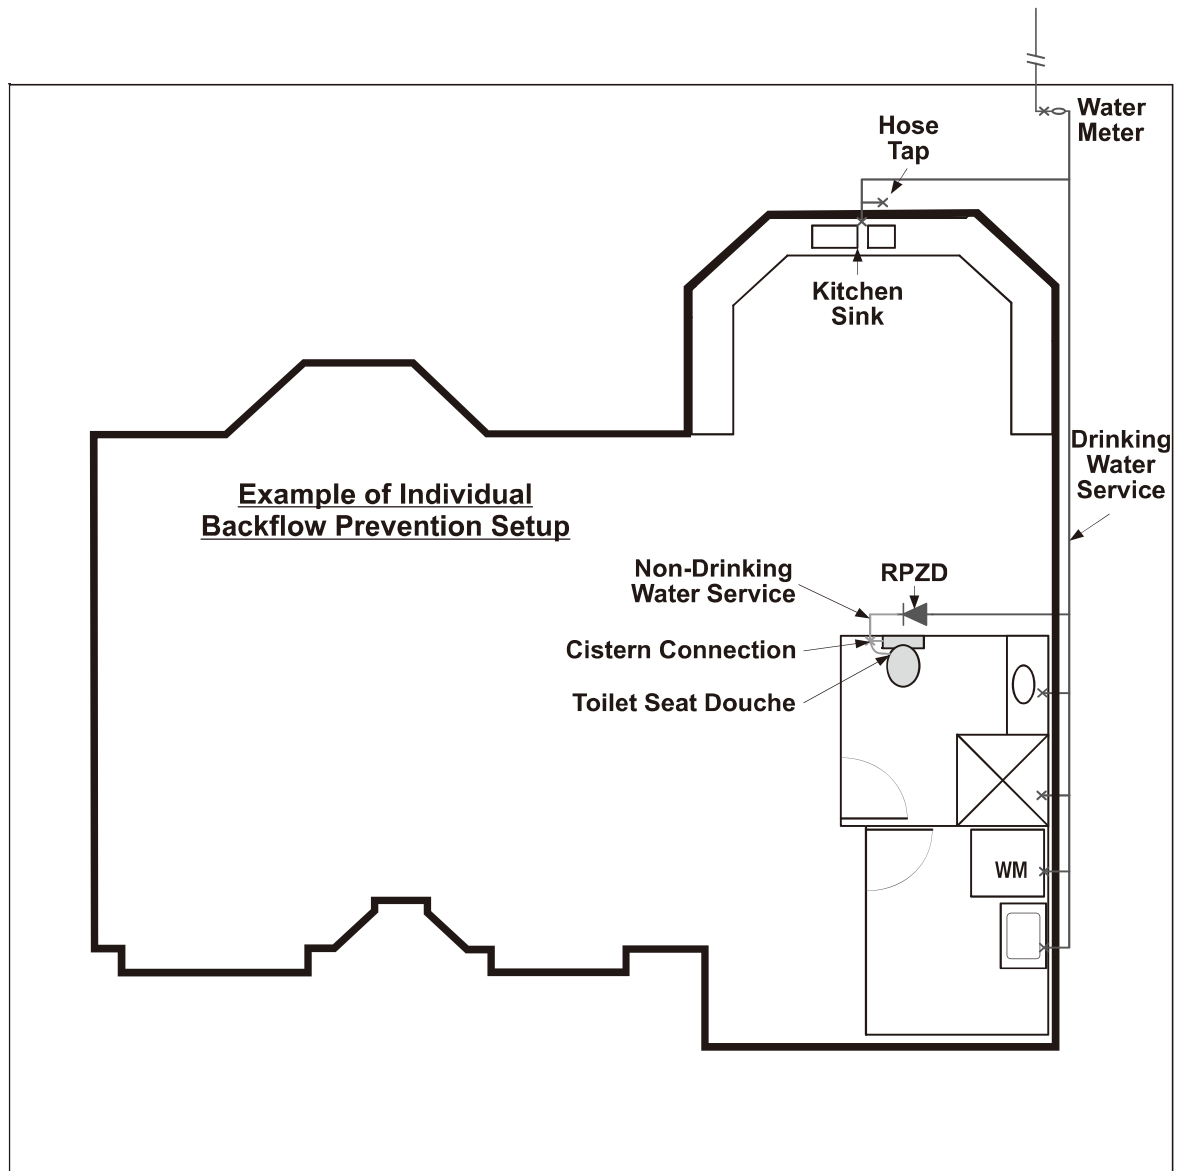 Water
Meter
Hose
Tap
Kitchen
Sink
Drinking
Water
Service
Example of Individual
Backflow Prevention Setup
Non-Drinking
Water Service
RPZD
Cistern Connection
Toilet Seat Douche
WM